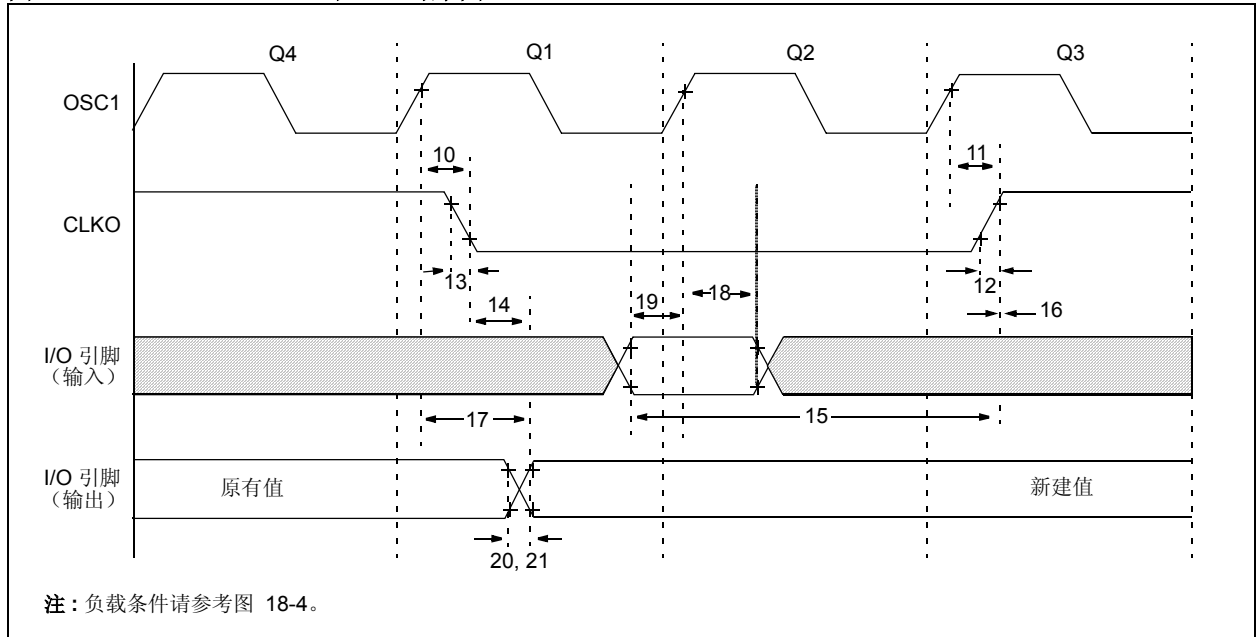 Q4 Q1 Q2 Q3
OSC1
10 11
CLKO
13 12
14 19 18 16
I/O 引脚
（输入）
17 15
I/O 引脚
（输出）
原有值 新建值
20, 21
注 : 负载条件请参考图 18-4。